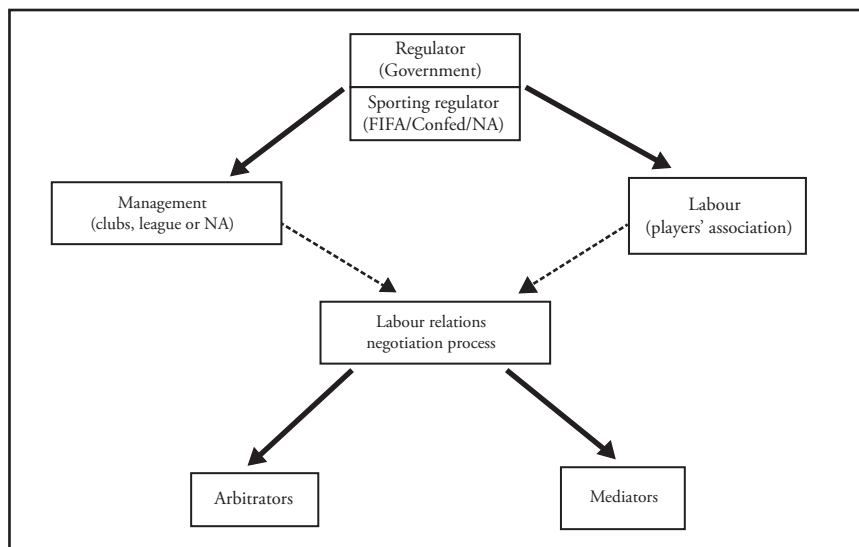 Regulator
(Government)
Sporting regulator
(FIFA/Confed/NA)
Management
(clubs, league or NA)
Labour
(players’ association)
Labour relations
negotiation process
Arbitrators
Mediators